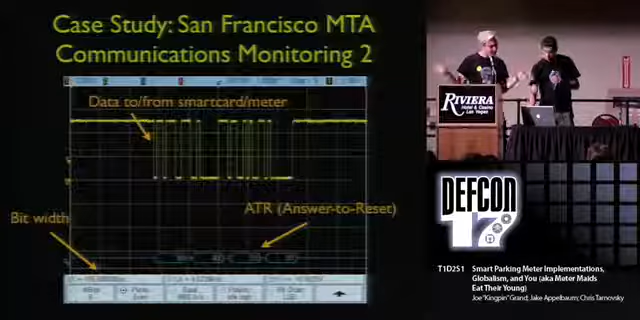 Case Study: San Francisco MTA
Communications Monitoring 2
Data to/from smartcard/meter
Bit width
ATR (Answer-to-Reset)
RIVIERA
Hotel & Casino
Las Vegas
DEFCON
17
T1D2S1 Smart Parking Meter Implementations,
Globalism, and You (aka Meter Maids
Eat Their Young)
Joe "Kingpin" Grand; Jake Appelbaum; Chris Tarnovsky